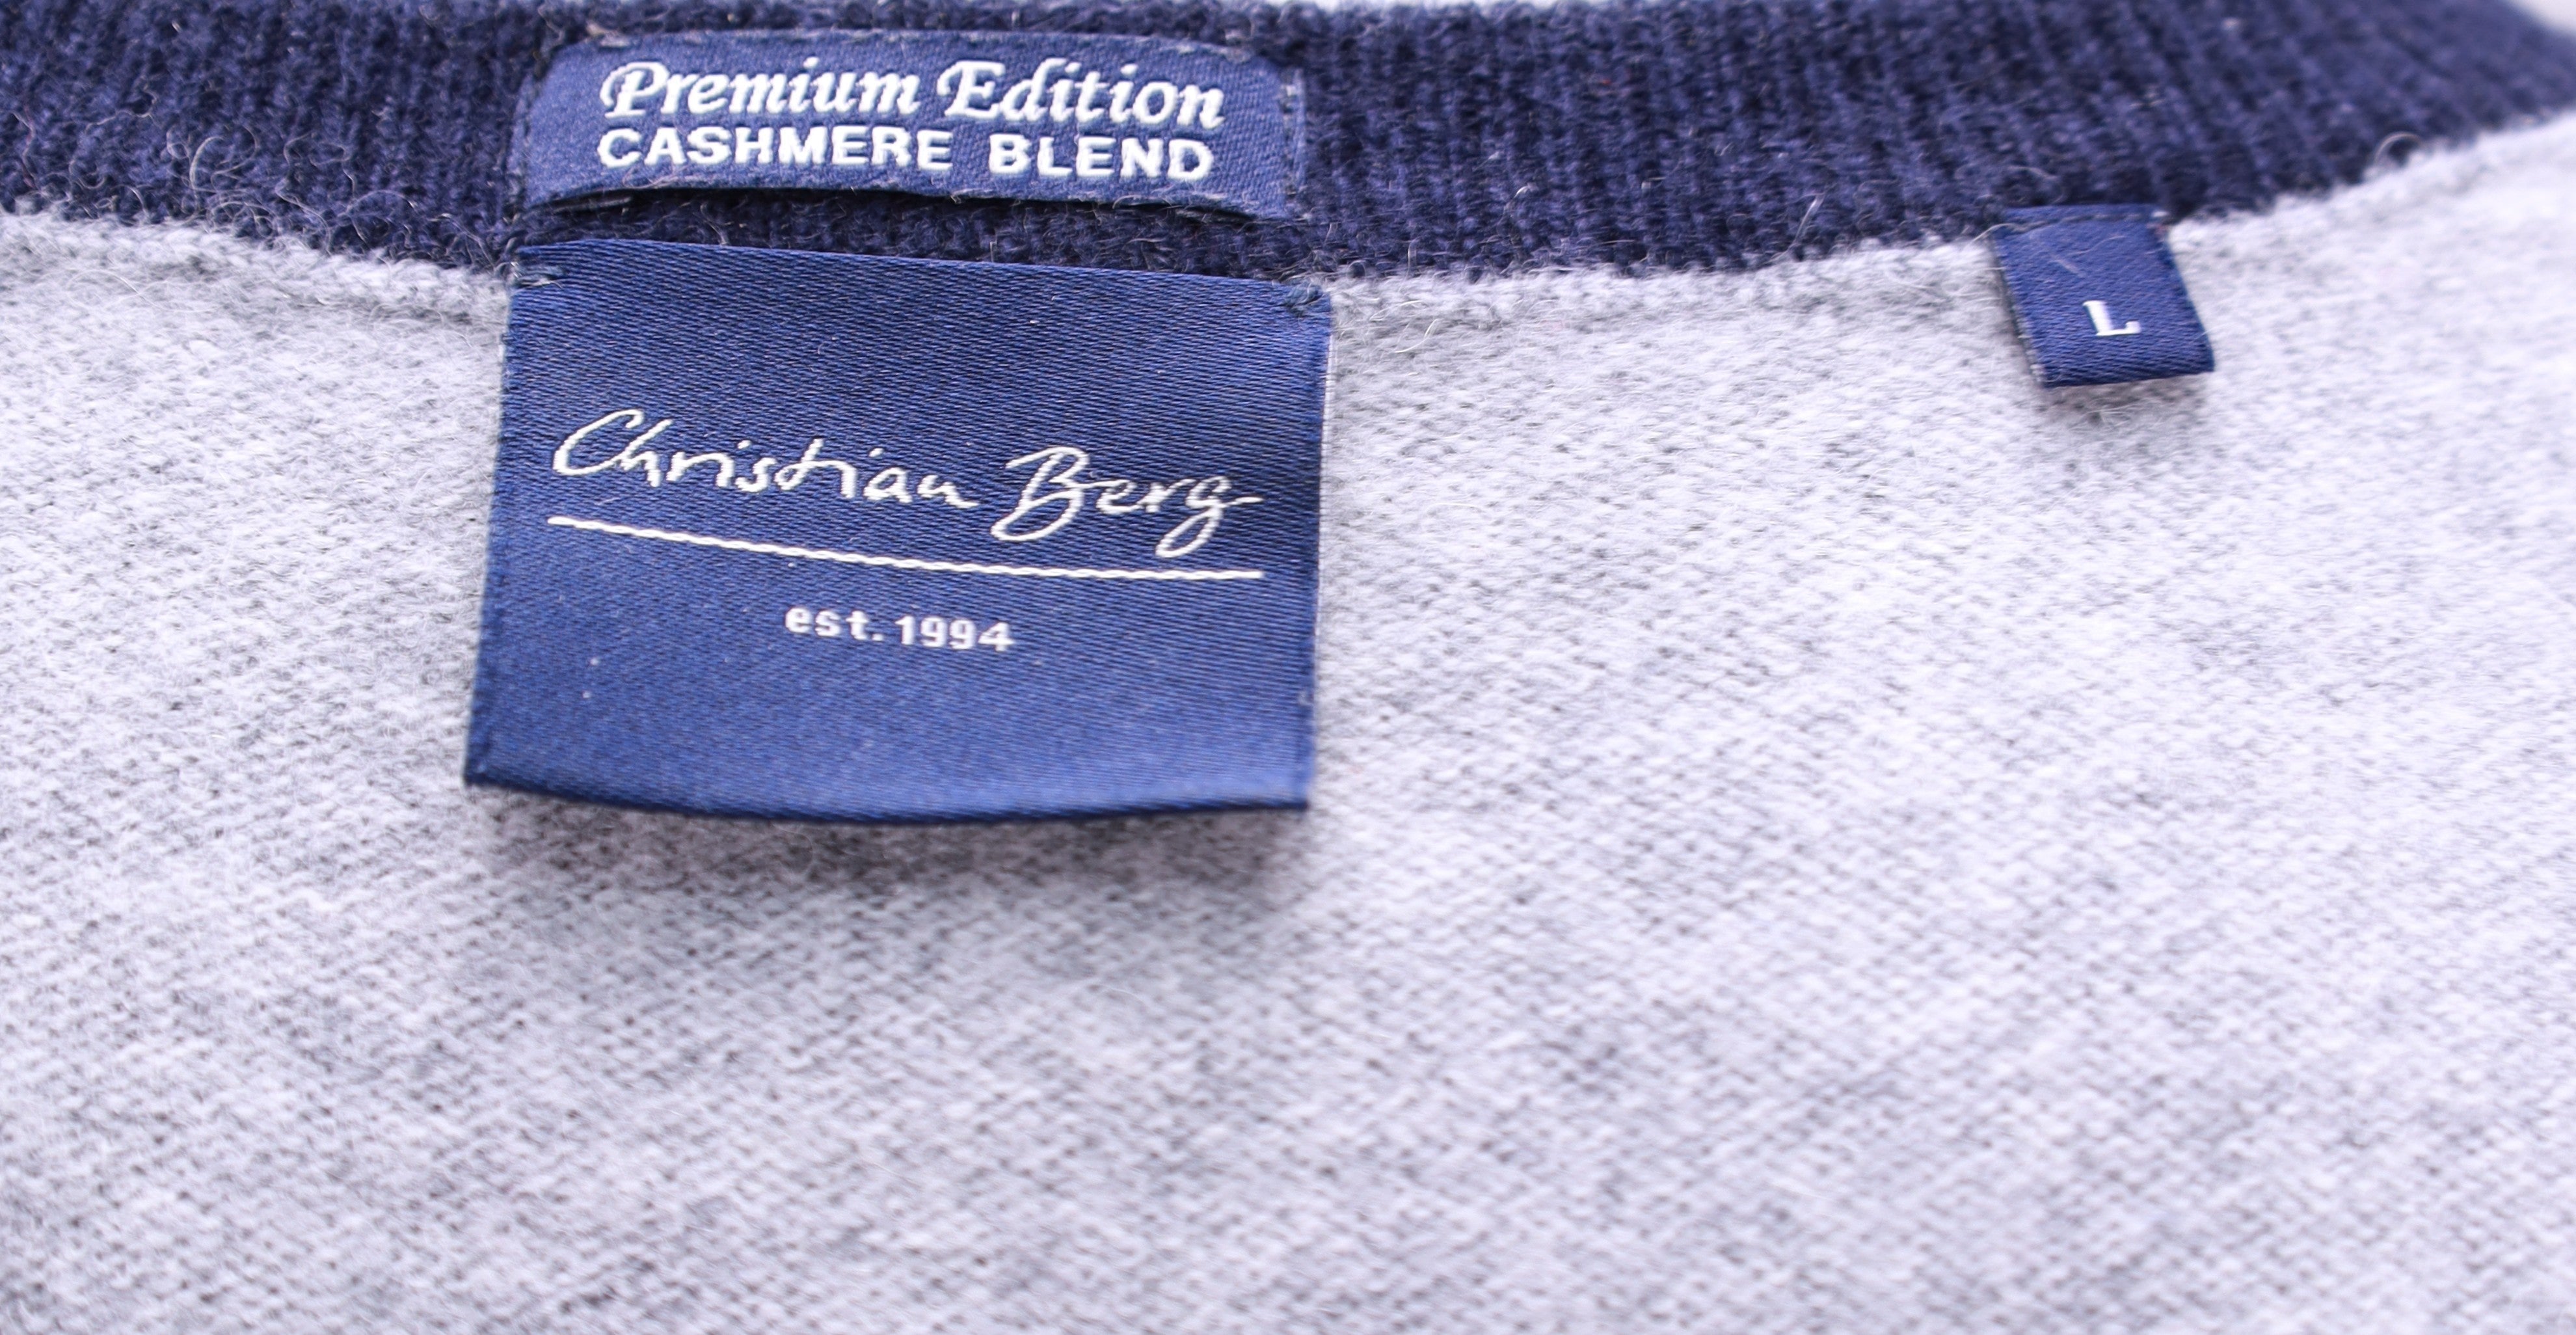 Premium Edition
CASHMERE BLEND
Christian Berg
est. 1994
L